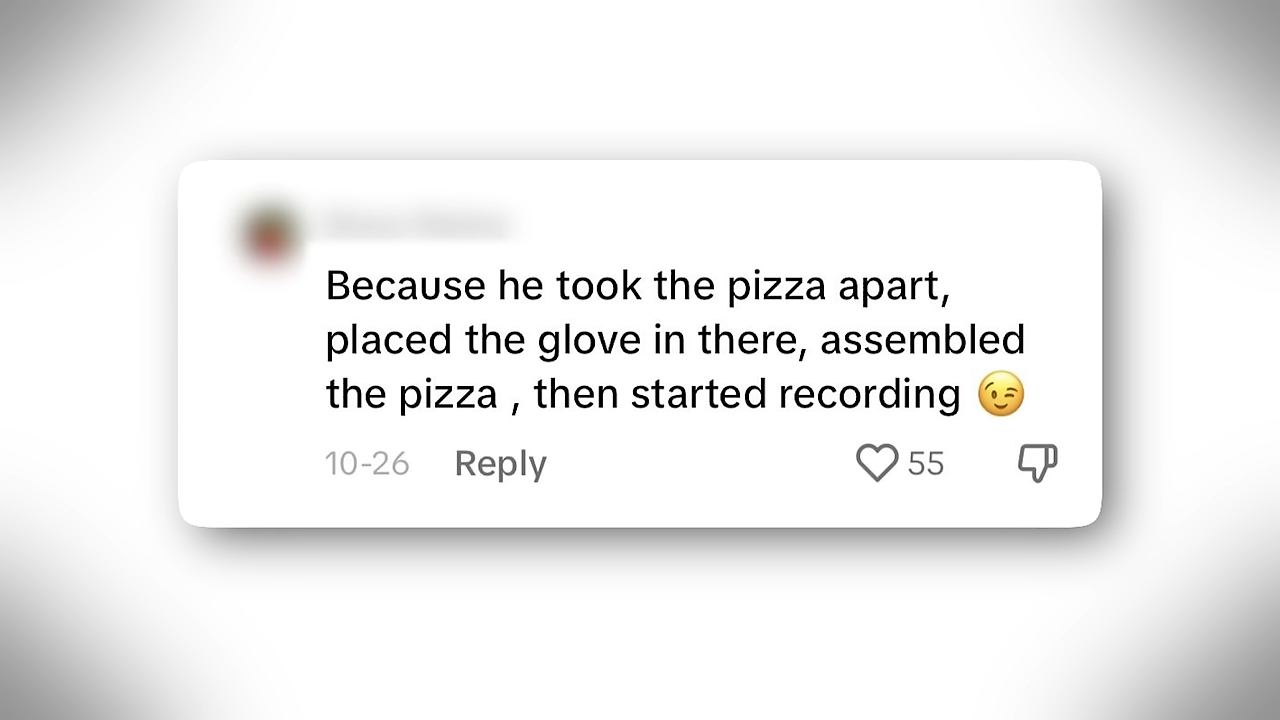 Because he took the pizza apart,
placed the glove in there, assembled
the pizza , then started recording 😉
10-26 Reply 55